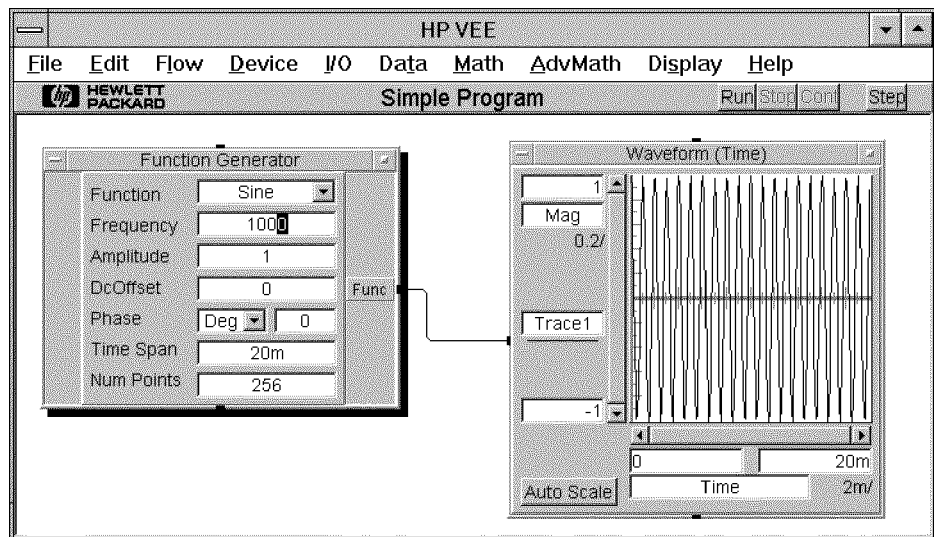 HP VEE
File Edit Flow Device I/O Data Math AdvMath Display Help
hp HEWLETT PACKARD Simple Program Run Stop Cont Step
Function Generator
Function Sine
Frequency 1000
Amplitude 1
DcOffset 0
Phase Deg 0
Time Span 20m
Num Points 256
Func
Waveform (Time)
1
Mag
0.2/
Trace1
-1
0 20m
Auto Scale Time 2m/